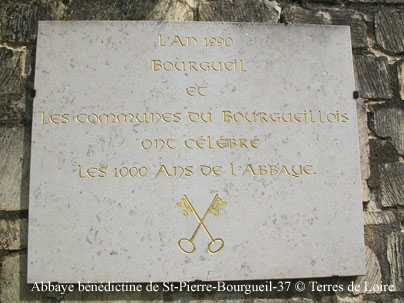 L'An 1990
Bourgueil
et
Les communes du Bourgueillois
ont célébré
Les 1000 Ans de l'Abbaye.
Abbaye bénédictine de St-Pierre-Bourgueil-37 © Terres de Loire